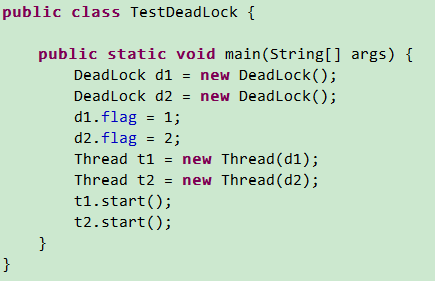 public class TestDeadLock {
public static void main(String[] args) {
DeadLock d1 = new DeadLock();
DeadLock d2 = new DeadLock();
d1.flag = 1;
d2.flag = 2;
Thread t1 = new Thread(d1);
Thread t2 = new Thread(d2);
t1.start();
t2.start();
}
}